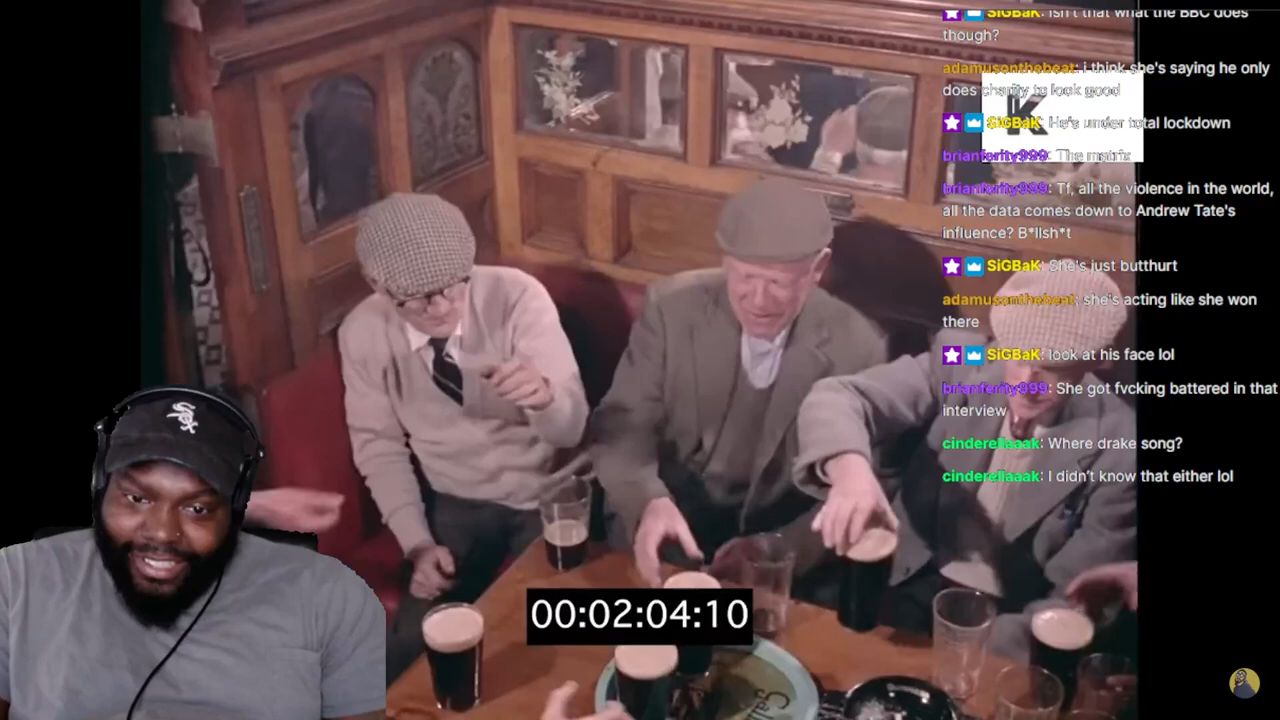 SiGBaK: Isn't that what the BBC does
though?
adamusonthebeat: i think she's saying he only
does charity to look good
K
SiGBaK: He's under total lockdown
brianferity999: The matrix
brianferity999: Tf, all the violence in the world,
all the data comes down to Andrew Tate's
influence? B*llsh*t
SiGBaK: She's just butthurt
adamusonthebeat: she's acting like she won
there
SiGBaK: look at his face lol
brianferity999: She got fvcking battered in that
interview
cinderellaaak: Where drake song?
cinderellaaak: I didn't know that either lol
SOX
00:02:04:10